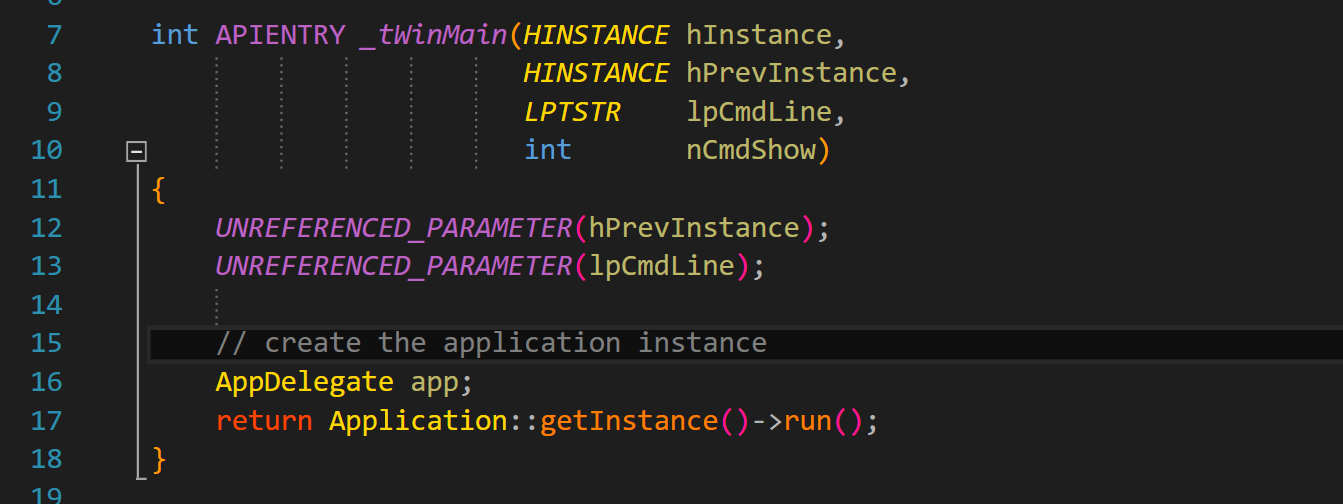 7 int APIENTRY _tWinMain(HINSTANCE hInstance,
8 HINSTANCE hPrevInstance,
9 LPTSTR lpCmdLine,
10 int nCmdShow)
11 {
12 UNREFERENCED_PARAMETER(hPrevInstance);
13 UNREFERENCED_PARAMETER(lpCmdLine);
14
15 // create the application instance
16 AppDelegate app;
17 return Application::getInstance()->run();
18 }
19